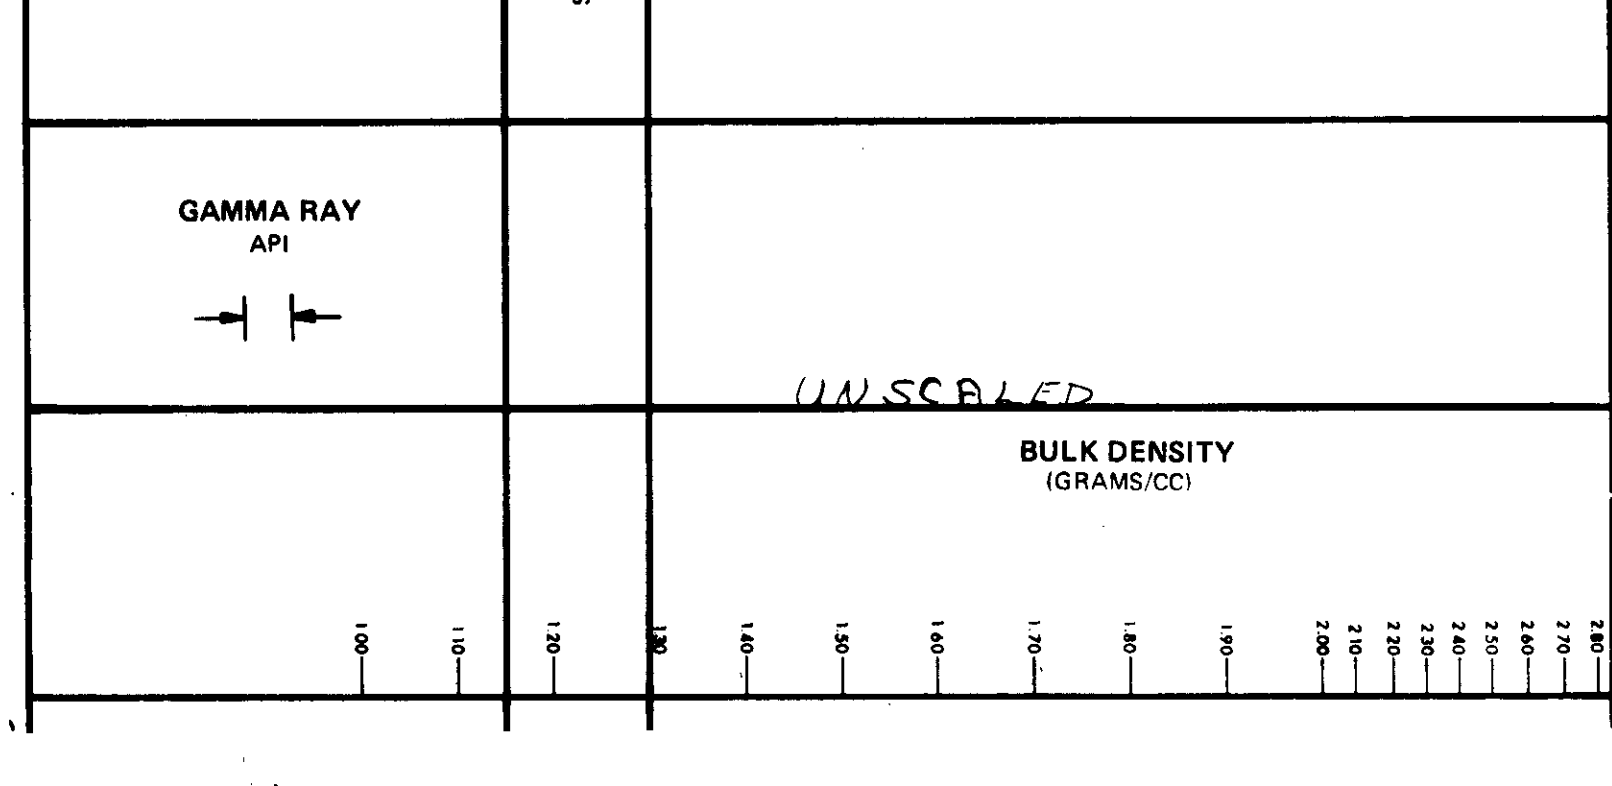 GAMMA RAY
API
UNSCALED
BULK DENSITY
(GRAMS/CC)
1.00 1.10 1.20 1.30 1.40 1.50 1.60 1.70 1.80 1.90 2.00 2.10 2.20 2.30 2.40 2.50 2.60 2.70 2.80